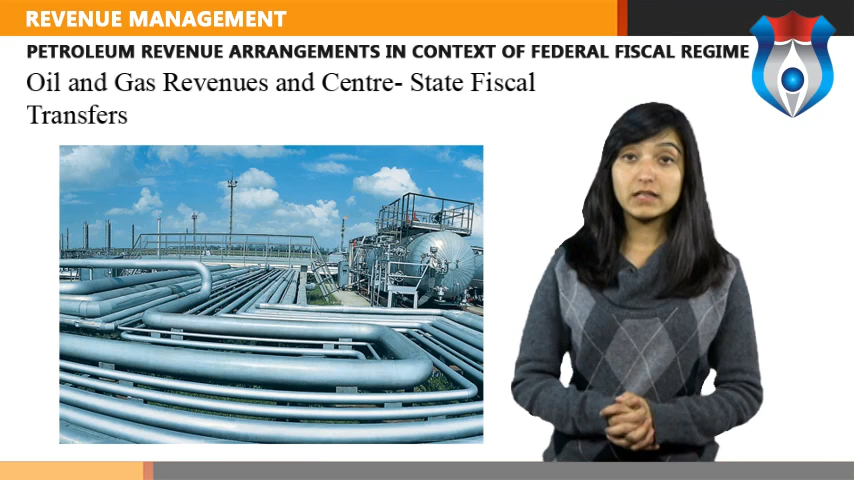 REVENUE MANAGEMENT
PETROLEUM REVENUE ARRANGEMENTS IN CONTEXT OF FEDERAL FISCAL REGIME
Oil and Gas Revenues and Centre- State Fiscal
Transfers